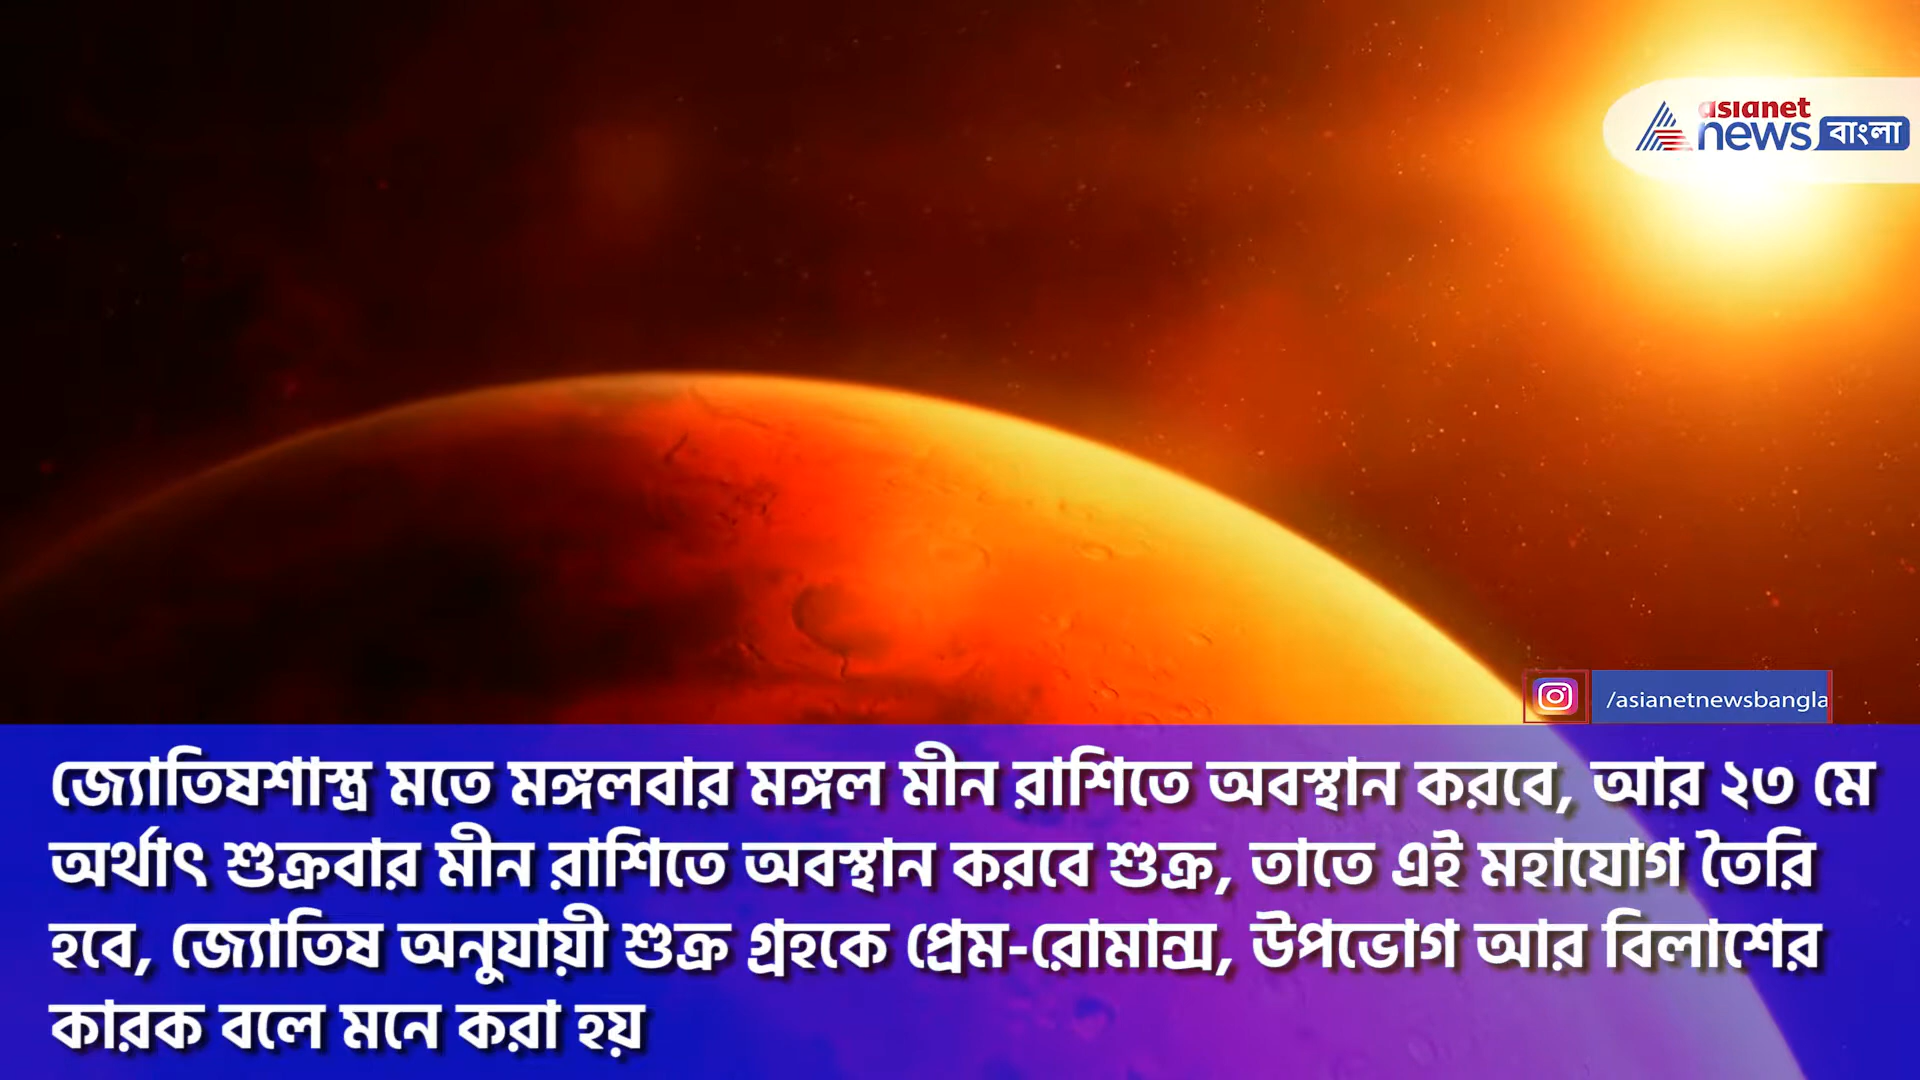 asianet
news বাংলা
/asianetnewsbangla
জ্যোতিষশাস্ত্র মতে মঙ্গলবার মঙ্গল মীন রাশিতে অবস্থান করবে, আর ২৩ মে
অর্থাৎ শুক্রবার মীন রাশিতে অবস্থান করবে শুক্র, তাতে এই মহাযোগ তৈরি
হবে, জ্যোতিষ অনুযায়ী শুক্র গ্রহকে প্রেম-রোমান্স, উপভোগ আর বিলাশের
কারক বলে মনে করা হয়